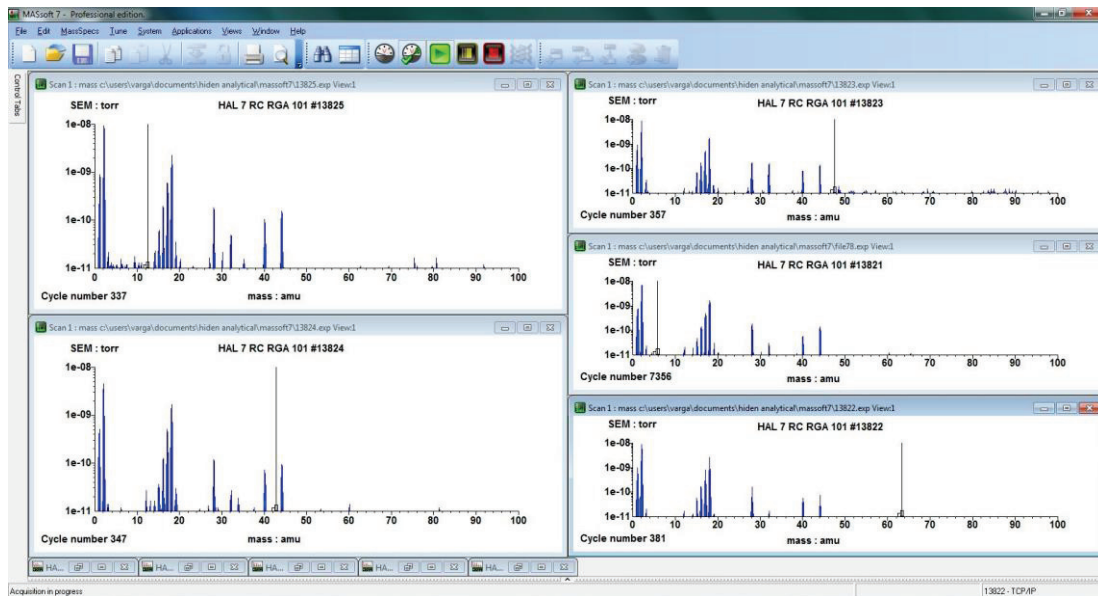 MASsoft 7 - Professional edition.
File Edit MassSpecs Tune System Applications Views Window Help
Control Tabs
Scan 1 : mass c:\users\varga\documents\hiden analytical\massoft7\13825.exp View:1
SEM : torr HAL 7 RC RGA 101 #13825
1e-08
1e-09
1e-10
1e-11
0 10 20 30 40 50 60 70 80 90 100
Cycle number 337 mass : amu
Scan 1 : mass c:\users\varga\documents\hiden analytical\massoft7\13824.exp View:1
SEM : torr HAL 7 RC RGA 101 #13824
1e-08
1e-09
1e-10
1e-11
0 10 20 30 40 50 60 70 80 90 100
Cycle number 347 mass : amu
Scan 1 : mass c:\users\varga\documents\hiden analytical\massoft7\13823.exp View:1
SEM : torr HAL 7 RC RGA 101 #13823
1e-08
1e-09
1e-10
1e-11
0 10 20 30 40 50 60 70 80 90 100
Cycle number 357 mass : amu
Scan 1 : mass c:\users\varga\documents\hiden analytical\massoft7\file78.exp View:1
SEM : torr HAL 7 RC RGA 101 #13821
1e-08
1e-09
1e-10
1e-11
0 10 20 30 40 50 60 70 80 90 100
Cycle number 7356 mass : amu
Scan 1 : mass c:\users\varga\documents\hiden analytical\massoft7\13822.exp View:1
SEM : torr HAL 7 RC RGA 101 #13822
1e-08
1e-09
1e-10
1e-11
0 10 20 30 40 50 60 70 80 90 100
Cycle number 381 mass : amu
HA... HA... HA... HA... HA...
Acquisition in progress 13822 - TCP/IP